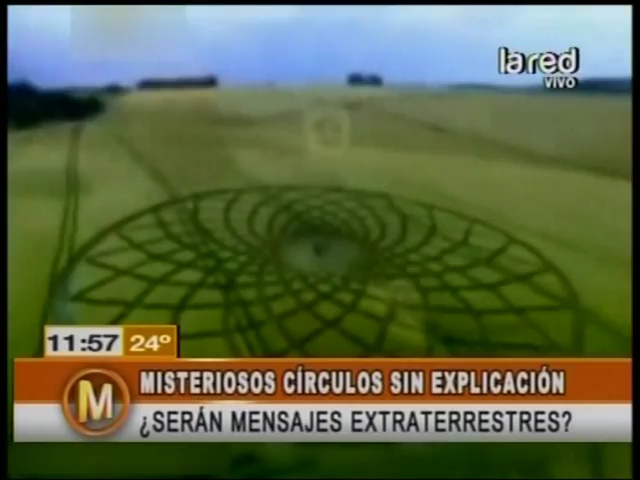 lared
VIVO
11:57 24º
M
MISTERIOSOS CÍRCULOS SIN EXPLICACIÓN
¿SERÁN MENSAJES EXTRATERRESTRES?